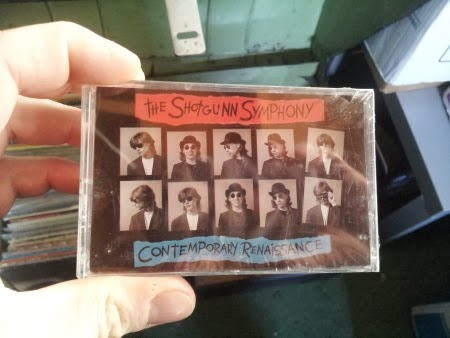 THE SHOTGUNN SYMPHONY
CONTEMPORARY RENAISSANCE